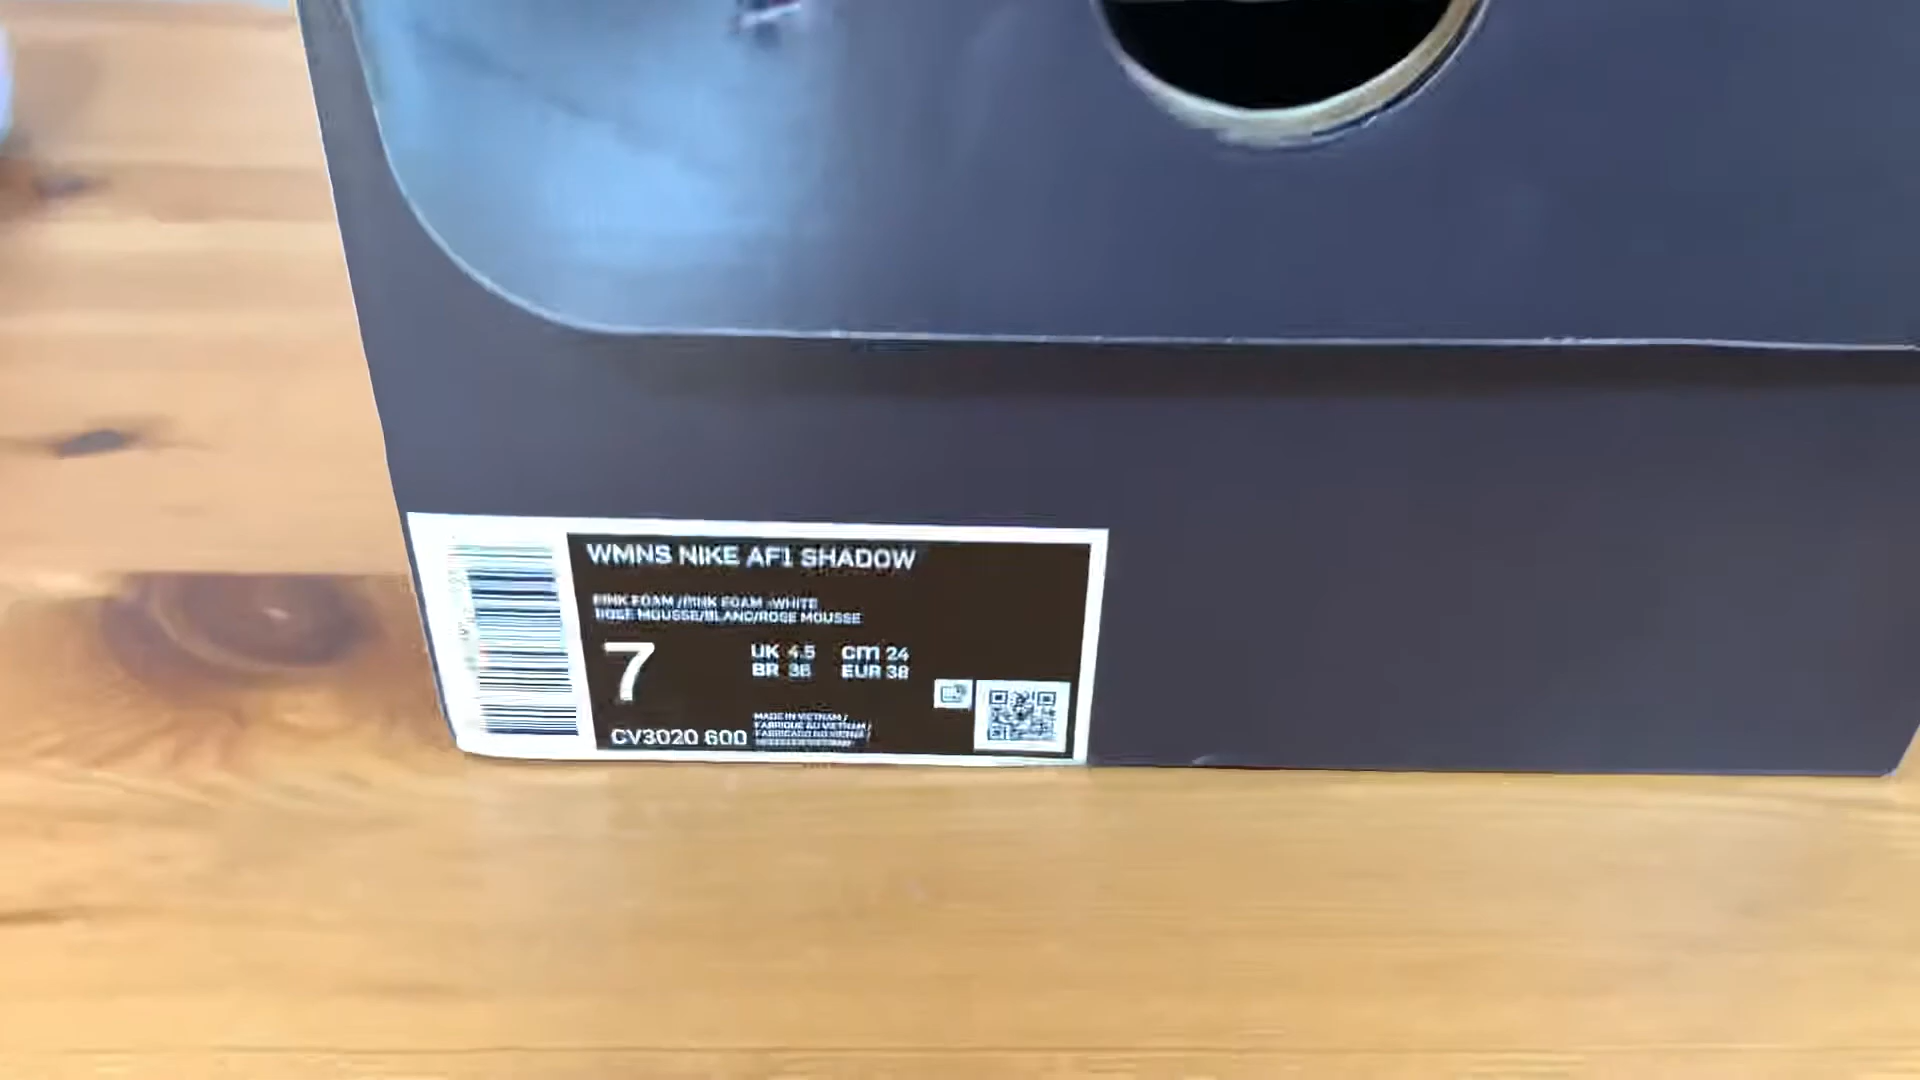 WMNS NIKE AF1 SHADOW
PINK FOAM /PINK FOAM -WHITE
ROSE MOUSSE/BLANC/ROSE MOUSSE
7
UK 4.5 cm 24
BR 36 EUR 38
CV3020 600
MADE IN VIETNAM /
FABRIQUE AU VIETNAM /
FABRICADO NO VIETNA /